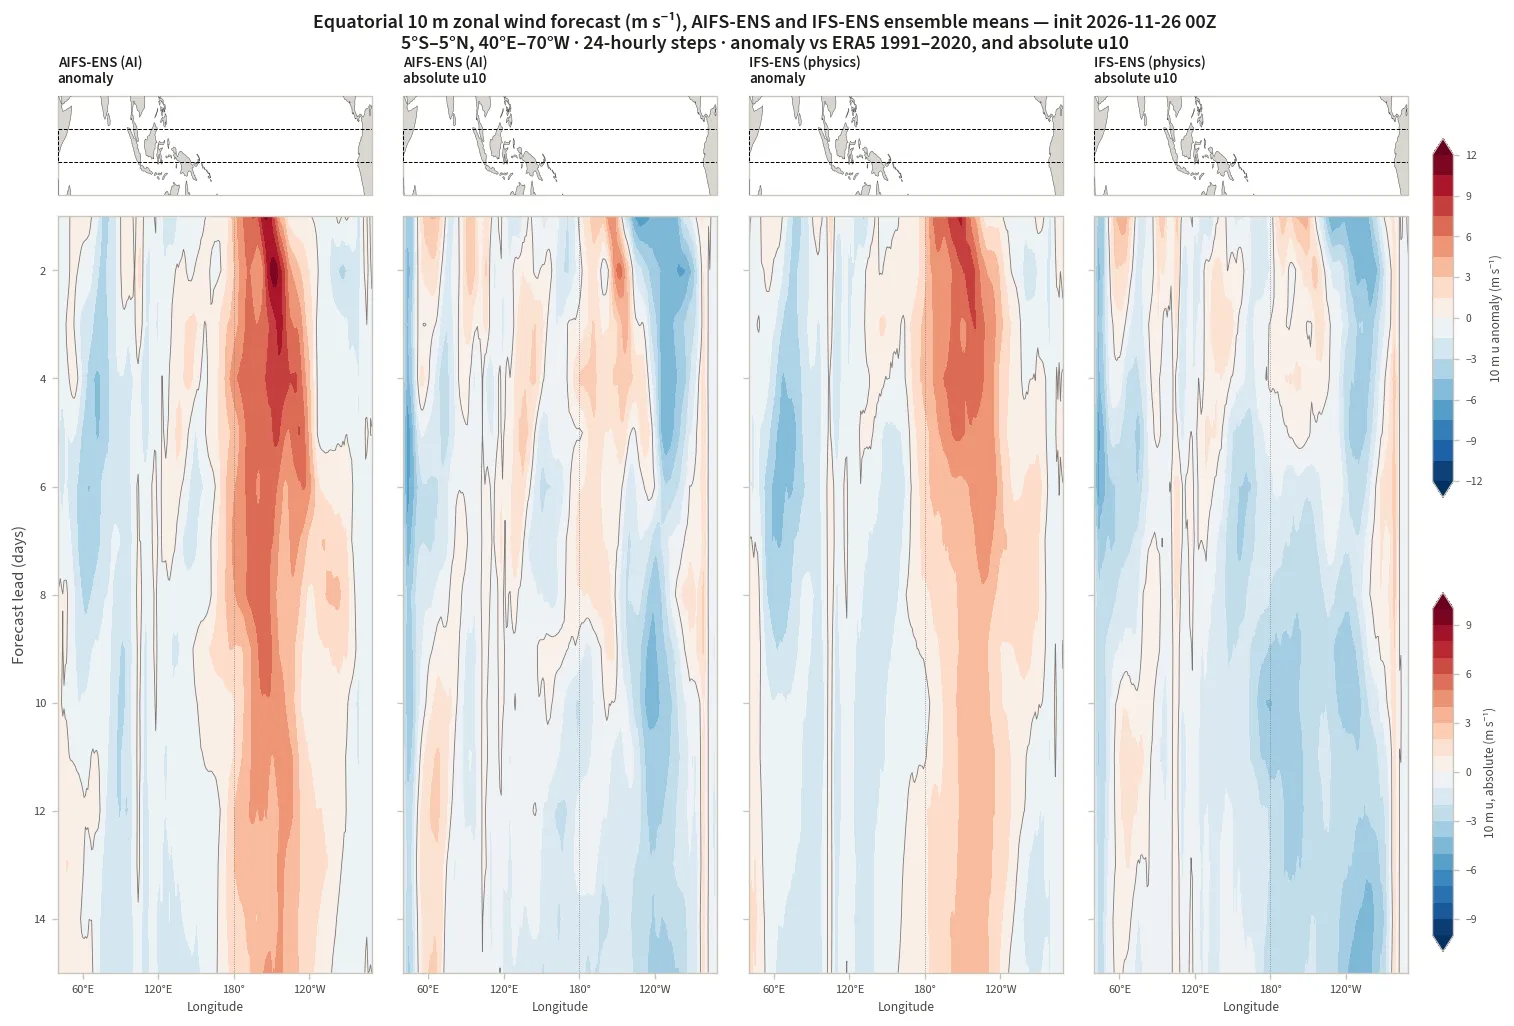 Equatorial 10 m zonal wind forecast (m s⁻¹), AIFS-ENS and IFS-ENS ensemble means — init 2026-11-26 00Z
5°S–5°N, 40°E–70°W · 24-hourly steps · anomaly vs ERA5 1991–2020, and absolute u10
AIFS-ENS (AI)
anomaly
AIFS-ENS (AI)
absolute u10
IFS-ENS (physics)
anomaly
IFS-ENS (physics)
absolute u10
Forecast lead (days)
2
4
6
8
10
12
14
60°E 120°E 180° 120°W
Longitude
60°E 120°E 180° 120°W
Longitude
60°E 120°E 180° 120°W
Longitude
60°E 120°E 180° 120°W
Longitude
12
9
6
3
0
−3
−6
−9
−12
10 m u anomaly (m s⁻¹)
9
6
3
0
−3
−6
−9
10 m u, absolute (m s⁻¹)